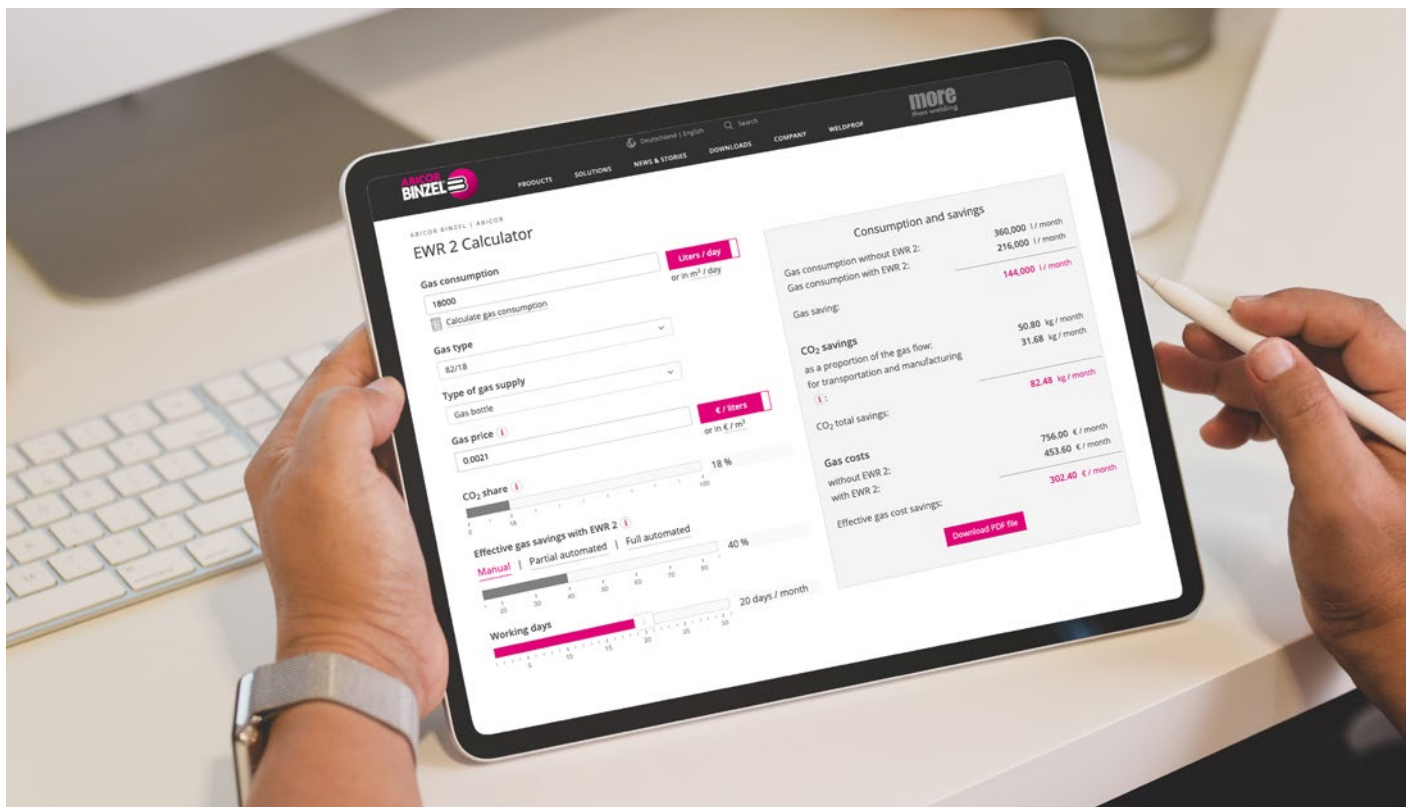 ABICOR
BINZEL
Deutschland | English
Search
more
than welding
PRODUCTS
SOLUTIONS
NEWS & STORIES
DOWNLOADS
COMPANY
WELDPROF
ABICOR BINZEL | ABICOR
EWR 2 Calculator
Gas consumption
18000
Liters / day
or in m³ / day
Calculate gas consumption
Gas type
82/18
Type of gas supply
Gas bottle
Gas price i
0.0021
€ / liters
or in € / m³
CO₂ share i
18 %
0 18 100
Effective gas savings with EWR 2 i
Manual | Partial automated | Full automated
40 %
20 30 40 50 60 70 80
Working days
20 days / month
5 10 15 20 25 30
Consumption and savings
Gas consumption without EWR 2: 360,000 l / month
Gas consumption with EWR 2: 216,000 l / month
Gas saving: 144,000 l / month
CO₂ savings
as a proportion of the gas flow: 50.80 kg / month
for transportation and manufacturing 31.68 kg / month
i :
CO₂ total savings: 82.48 kg / month
Gas costs
without EWR 2: 756.00 € / month
with EWR 2: 453.60 € / month
Effective gas cost savings: 302.40 € / month
Download PDF file